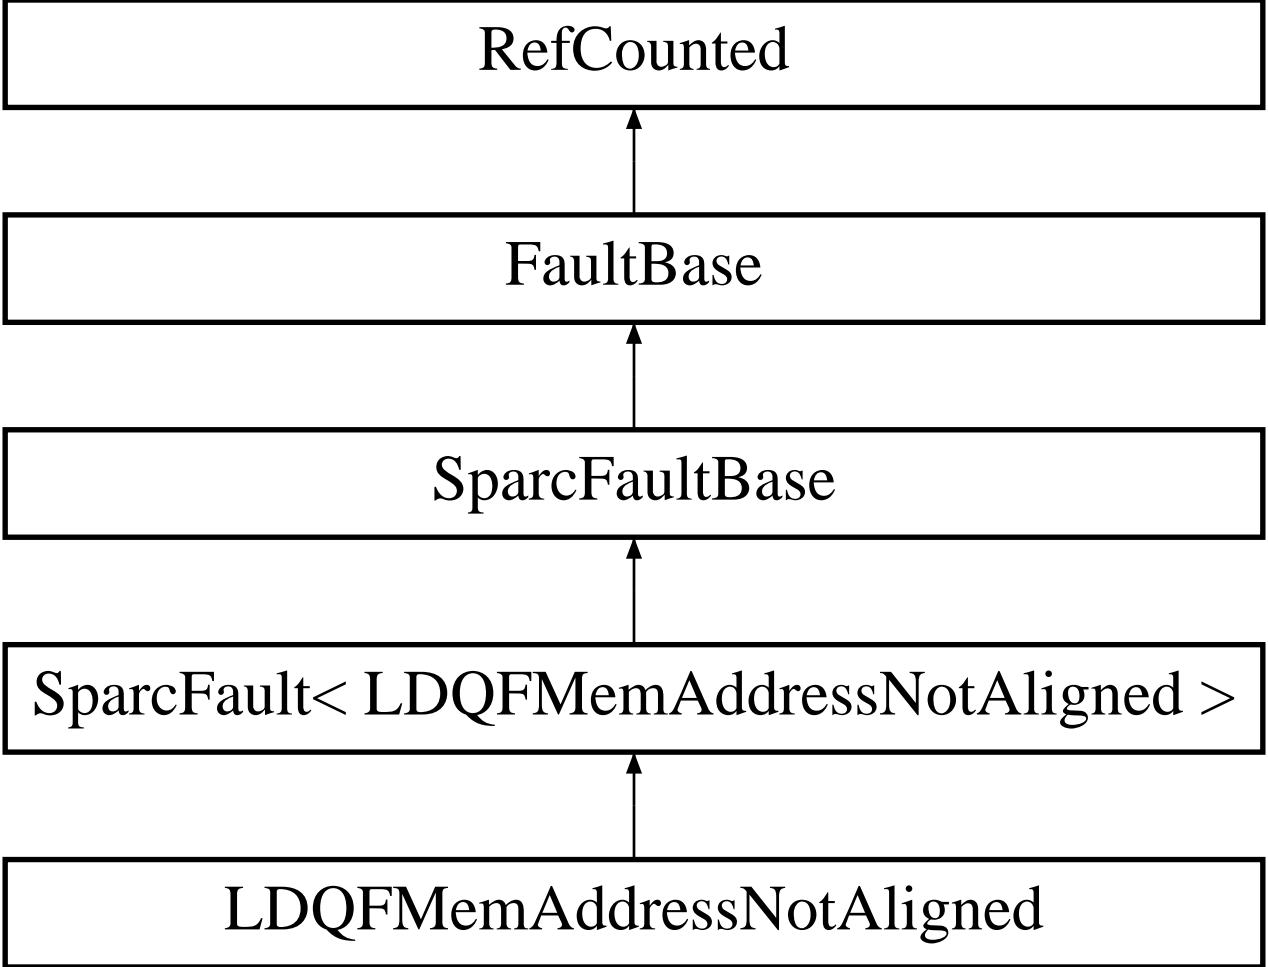 RefCounted
FaultBase
SparcFaultBase
SparcFault< LDQFMemAddressNotAligned >
LDQFMemAddressNotAligned